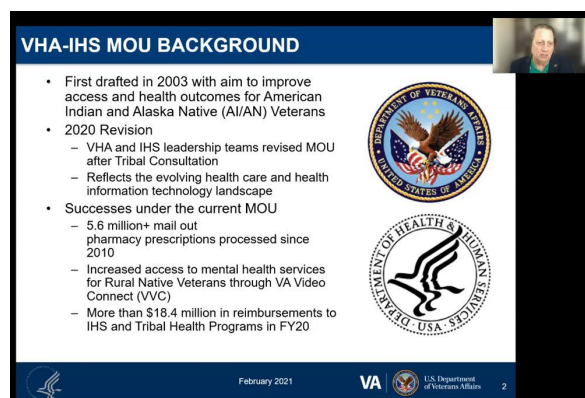 VHA-IHS MOU BACKGROUND
• First drafted in 2003 with aim to improve
access and health outcomes for American
Indian and Alaska Native (AI/AN) Veterans
• 2020 Revision
– VHA and IHS leadership teams revised MOU
after Tribal Consultation
– Reflects the evolving health care and health
information technology landscape
• Successes under the current MOU
– 5.6 million+ mail out
pharmacy prescriptions processed since
2010
– Increased access to mental health services
for Rural Native Veterans through VA Video
Connect (VVC)
– More than $18.4 million in reimbursements to
IHS and Tribal Health Programs in FY20
DEPARTMENT OF VETERANS AFFAIRS
UNITED STATES OF AMERICA
DEPARTMENT OF HEALTH & HUMAN SERVICES
· USA ·
February 2021
VA
U.S. Department
of Veterans Affairs
2